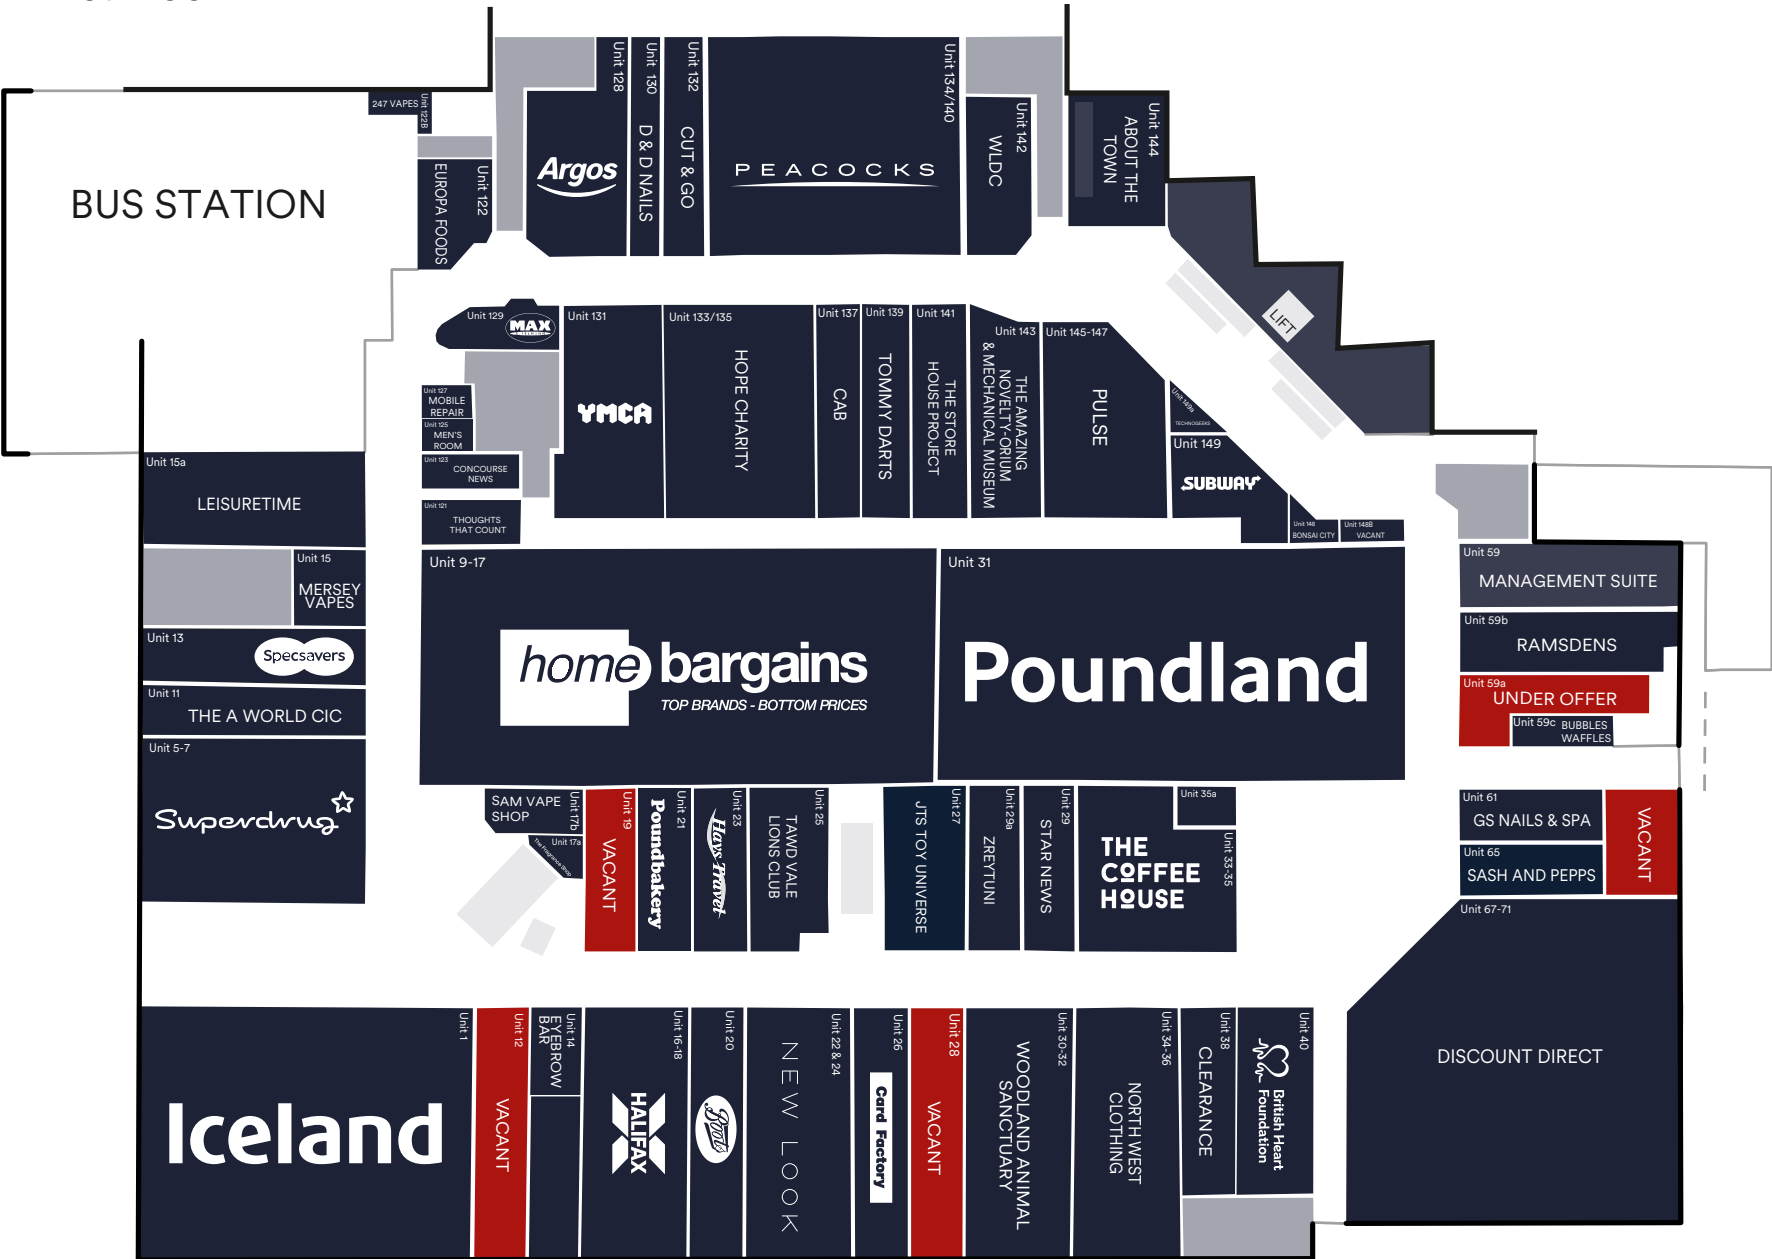 BUS STATION
247 VAPES
Unit 122B
EUROPA FOODS
Unit 122
Argos
Unit 128
Unit 130
D & D NAILS
Unit 132
CUT & GO
PEACOCKS
Unit 134/140
Unit 142
WLDC
Unit 144
ABOUT THE
TOWN
LIFT
Unit 129
MAX
Unit 131
YMCA
Unit 133/135
HOPE CHARITY
Unit 137
CAB
Unit 139
TOMMY DARTS
Unit 141
THE STORE
HOUSE PROJECT
Unit 143
THE AMAZING
NOVELTY-ORIUM
& MECHANICAL MUSEUM
Unit 145-147
PULSE
Unit 149a
TECHNOGEEKS
Unit 149
SUBWAY
Unit 148
BONSAI CITY
Unit 148B
VACANT
Unit 127
MOBILE
REPAIR
Unit 125
MEN'S
ROOM
Unit 123
CONCOURSE
NEWS
Unit 121
THOUGHTS
THAT COUNT
Unit 15a
LEISURETIME
Unit 15
MERSEY
VAPES
Unit 13
Specsavers
Unit 11
THE A WORLD CIC
Unit 5-7
Superdrug
Unit 9-17
home bargains
TOP BRANDS - BOTTOM PRICES
Unit 31
Poundland
Unit 59
MANAGEMENT SUITE
Unit 59b
RAMSDENS
Unit 59a
UNDER OFFER
Unit 59c
BUBBLES
WAFFLES
Unit 61
GS NAILS & SPA
Unit 65
SASH AND PEPPS
VACANT
Unit 67-71
DISCOUNT DIRECT
SAM VAPE
SHOP
Unit 17b
Unit 17a
The Fragrance Shop
Unit 19
VACANT
Unit 21
Poundbakery
Unit 23
Hays Travel
Unit 25
TAWD VALE
LIONS CLUB
Unit 27
JTS TOY UNIVERSE
Unit 29a
ZREYTUNI
Unit 29
STAR NEWS
THE
COFFEE
HOUSE
Unit 35a
Unit 33-35
Unit 1
Iceland
Unit 12
VACANT
Unit 14
EYEBROW
BAR
Unit 16-18
HALIFAX
Unit 20
Boots
Unit 22 & 24
NEW LOOK
Unit 26
Card Factory
Unit 28
VACANT
Unit 30-32
WOODLAND ANIMAL
SANCTUARY
Unit 34-36
NORTH WEST
CLOTHING
Unit 38
CLEARANCE
Unit 40
British Heart
Foundation